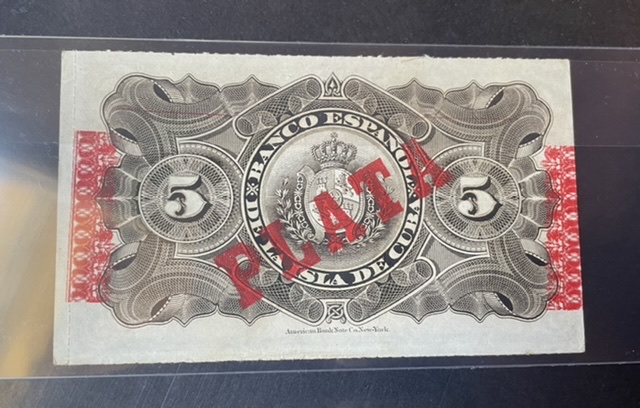 BANCO ESPAÑOL
DE LA ISLA DE CUBA
PLATA
5
5
American Bank Note Co. New-York.